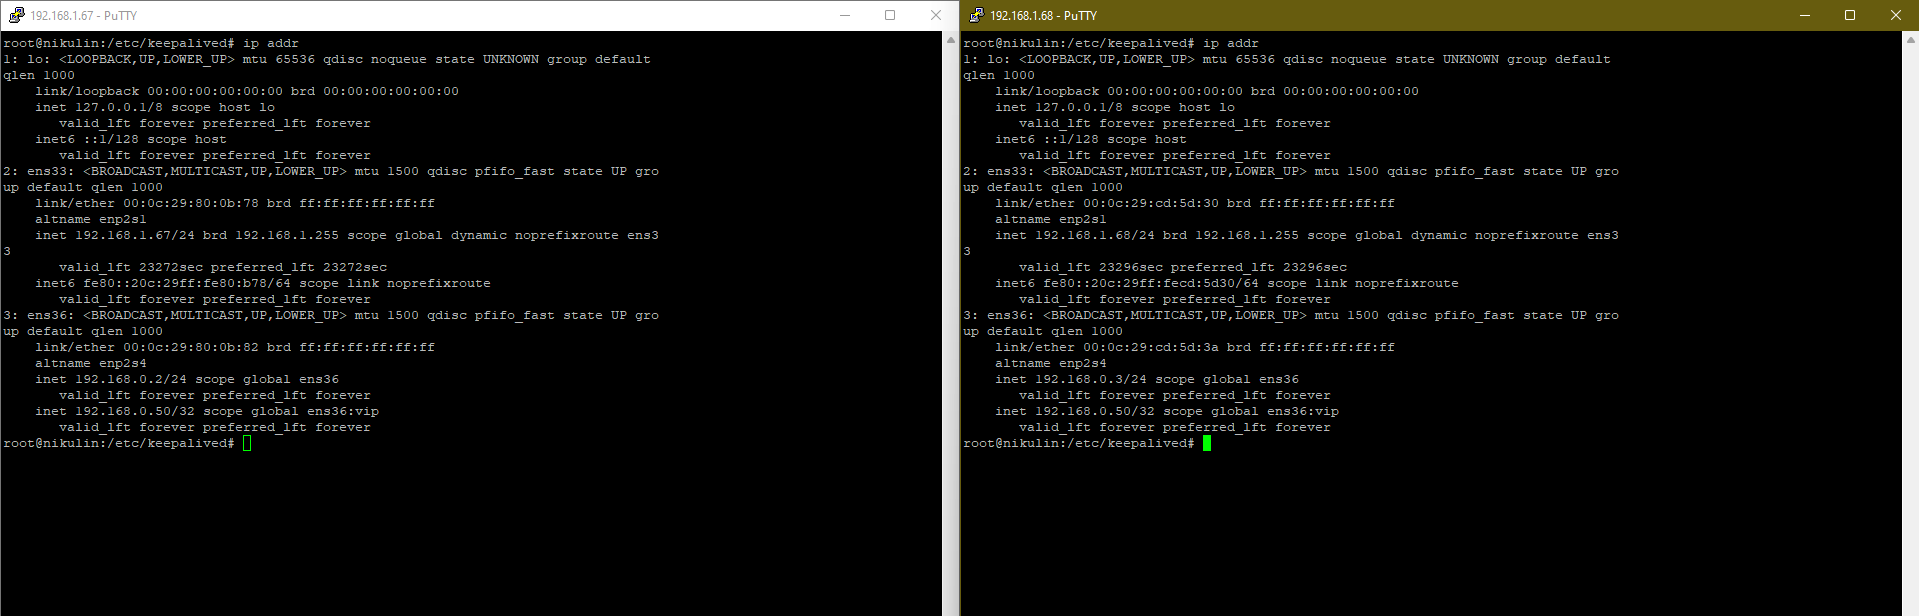 192.168.1.67 - PuTTY
root@nikulin:/etc/keepalived# ip addr
1: lo: <LOOPBACK,UP,LOWER_UP> mtu 65536 qdisc noqueue state UNKNOWN group default
qlen 1000
link/loopback 00:00:00:00:00:00 brd 00:00:00:00:00:00
inet 127.0.0.1/8 scope host lo
valid_lft forever preferred_lft forever
inet6 ::1/128 scope host
valid_lft forever preferred_lft forever
2: ens33: <BROADCAST,MULTICAST,UP,LOWER_UP> mtu 1500 qdisc pfifo_fast state UP gro
up default qlen 1000
link/ether 00:0c:29:80:0b:78 brd ff:ff:ff:ff:ff:ff
altname enp2s1
inet 192.168.1.67/24 brd 192.168.1.255 scope global dynamic noprefixroute ens3
3
valid_lft 23272sec preferred_lft 23272sec
inet6 fe80::20c:29ff:fe80:b78/64 scope link noprefixroute
valid_lft forever preferred_lft forever
3: ens36: <BROADCAST,MULTICAST,UP,LOWER_UP> mtu 1500 qdisc pfifo_fast state UP gro
up default qlen 1000
link/ether 00:0c:29:80:0b:82 brd ff:ff:ff:ff:ff:ff
altname enp2s4
inet 192.168.0.2/24 scope global ens36
valid_lft forever preferred_lft forever
inet 192.168.0.50/32 scope global ens36:vip
valid_lft forever preferred_lft forever
root@nikulin:/etc/keepalived#
192.168.1.68 - PuTTY
root@nikulin:/etc/keepalived# ip addr
1: lo: <LOOPBACK,UP,LOWER_UP> mtu 65536 qdisc noqueue state UNKNOWN group default
qlen 1000
link/loopback 00:00:00:00:00:00 brd 00:00:00:00:00:00
inet 127.0.0.1/8 scope host lo
valid_lft forever preferred_lft forever
inet6 ::1/128 scope host
valid_lft forever preferred_lft forever
2: ens33: <BROADCAST,MULTICAST,UP,LOWER_UP> mtu 1500 qdisc pfifo_fast state UP gro
up default qlen 1000
link/ether 00:0c:29:cd:5d:30 brd ff:ff:ff:ff:ff:ff
altname enp2s1
inet 192.168.1.68/24 brd 192.168.1.255 scope global dynamic noprefixroute ens3
3
valid_lft 23296sec preferred_lft 23296sec
inet6 fe80::20c:29ff:fecd:5d30/64 scope link noprefixroute
valid_lft forever preferred_lft forever
3: ens36: <BROADCAST,MULTICAST,UP,LOWER_UP> mtu 1500 qdisc pfifo_fast state UP gro
up default qlen 1000
link/ether 00:0c:29:cd:5d:3a brd ff:ff:ff:ff:ff:ff
altname enp2s4
inet 192.168.0.3/24 scope global ens36
valid_lft forever preferred_lft forever
inet 192.168.0.50/32 scope global ens36:vip
valid_lft forever preferred_lft forever
root@nikulin:/etc/keepalived#